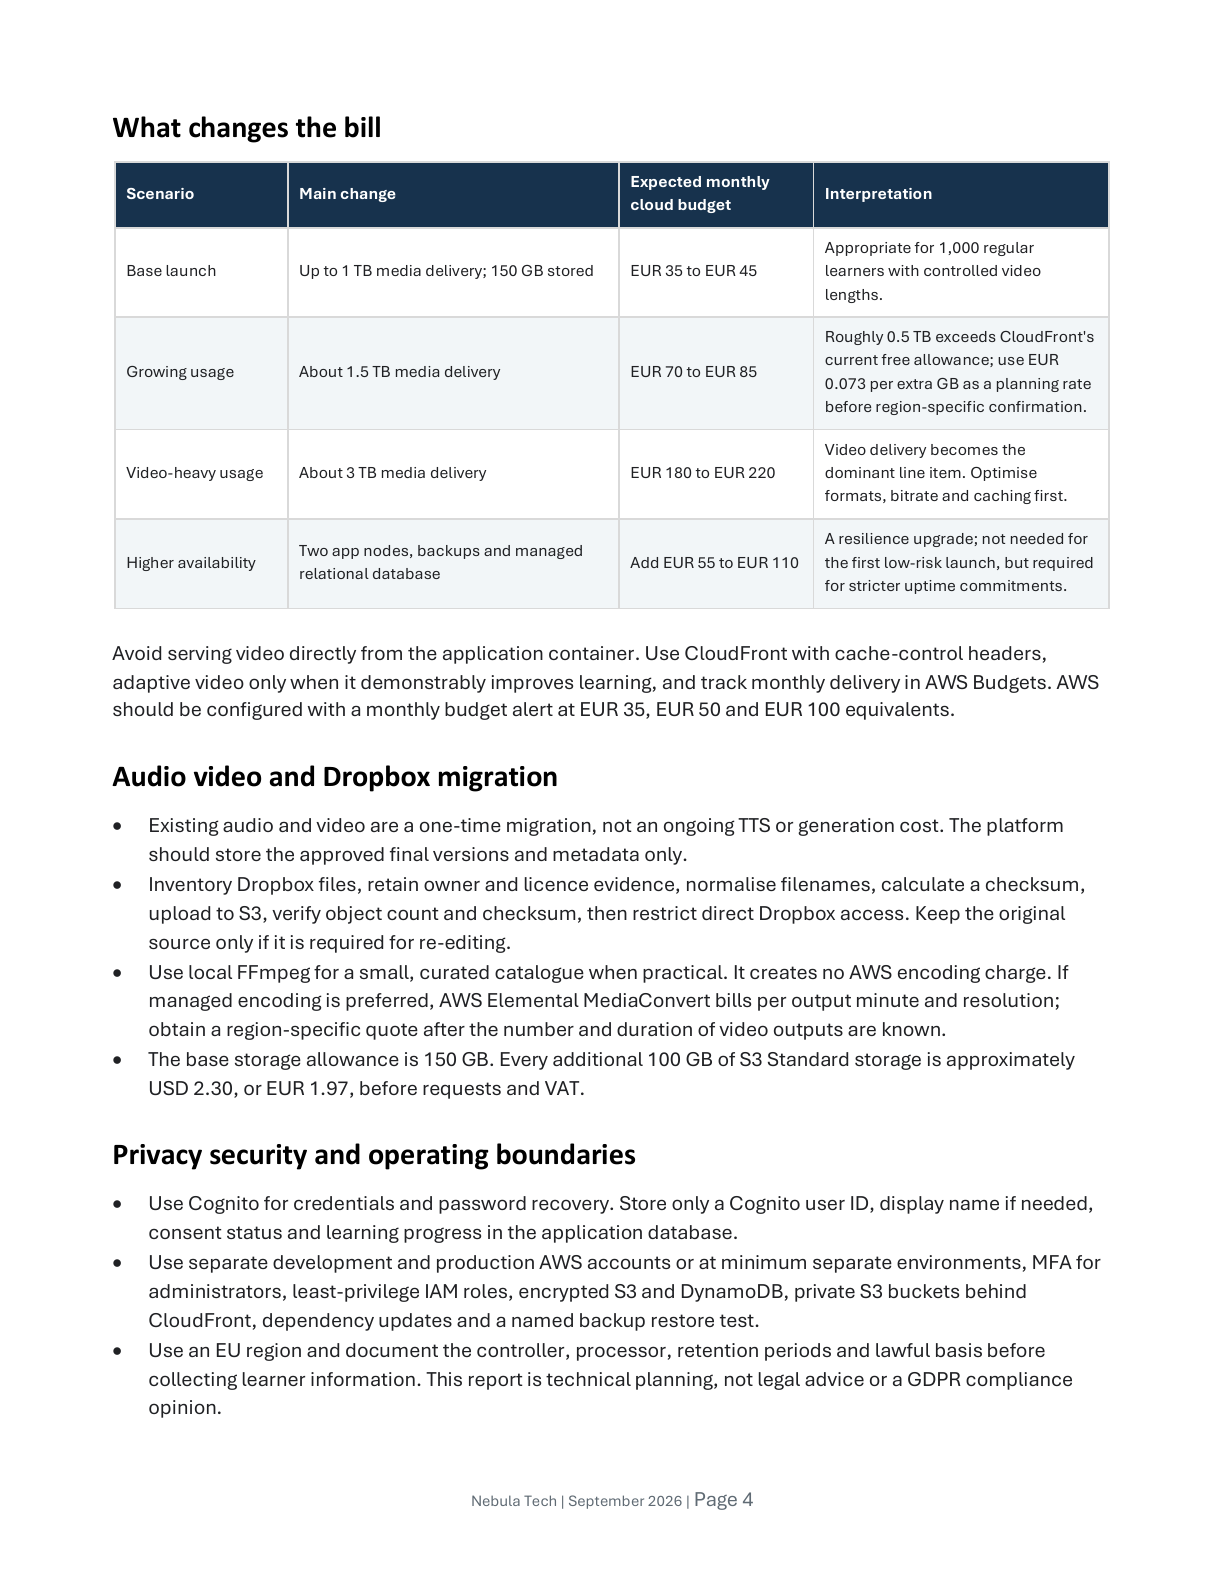 What changes the bill
Scenario
Main change
Expected monthly
cloud budget
Interpretation
Base launch
Up to 1 TB media delivery; 150 GB stored
EUR 35 to EUR 45
Appropriate for 1,000 regular
learners with controlled video
lengths.
Growing usage
About 1.5 TB media delivery
EUR 70 to EUR 85
Roughly 0.5 TB exceeds CloudFront's
current free allowance; use EUR
0.073 per extra GB as a planning rate
before region-specific confirmation.
Video-heavy usage
About 3 TB media delivery
EUR 180 to EUR 220
Video delivery becomes the
dominant line item. Optimise
formats, bitrate and caching first.
Higher availability
Two app nodes, backups and managed
relational database
Add EUR 55 to EUR 110
A resilience upgrade; not needed for
the first low-risk launch, but required
for stricter uptime commitments.
Avoid serving video directly from the application container. Use CloudFront with cache-control headers,
adaptive video only when it demonstrably improves learning, and track monthly delivery in AWS Budgets. AWS
should be configured with a monthly budget alert at EUR 35, EUR 50 and EUR 100 equivalents.
Audio video and Dropbox migration
• Existing audio and video are a one-time migration, not an ongoing TTS or generation cost. The platform
should store the approved final versions and metadata only.
• Inventory Dropbox files, retain owner and licence evidence, normalise filenames, calculate a checksum,
upload to S3, verify object count and checksum, then restrict direct Dropbox access. Keep the original
source only if it is required for re-editing.
• Use local FFmpeg for a small, curated catalogue when practical. It creates no AWS encoding charge. If
managed encoding is preferred, AWS Elemental MediaConvert bills per output minute and resolution;
obtain a region-specific quote after the number and duration of video outputs are known.
• The base storage allowance is 150 GB. Every additional 100 GB of S3 Standard storage is approximately
USD 2.30, or EUR 1.97, before requests and VAT.
Privacy security and operating boundaries
• Use Cognito for credentials and password recovery. Store only a Cognito user ID, display name if needed,
consent status and learning progress in the application database.
• Use separate development and production AWS accounts or at minimum separate environments, MFA for
administrators, least-privilege IAM roles, encrypted S3 and DynamoDB, private S3 buckets behind
CloudFront, dependency updates and a named backup restore test.
• Use an EU region and document the controller, processor, retention periods and lawful basis before
collecting learner information. This report is technical planning, not legal advice or a GDPR compliance
opinion.
Nebula Tech | September 2026 | Page 4